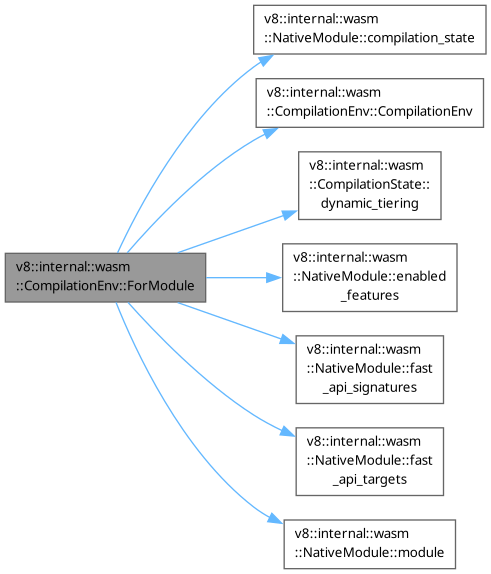 v8::internal::wasm
::NativeModule::compilation_state
v8::internal::wasm
::CompilationEnv::CompilationEnv
v8::internal::wasm
::CompilationState::
dynamic_tiering
v8::internal::wasm
::CompilationEnv::ForModule
v8::internal::wasm
::NativeModule::enabled
_features
v8::internal::wasm
::NativeModule::fast
_api_signatures
v8::internal::wasm
::NativeModule::fast
_api_targets
v8::internal::wasm
::NativeModule::module